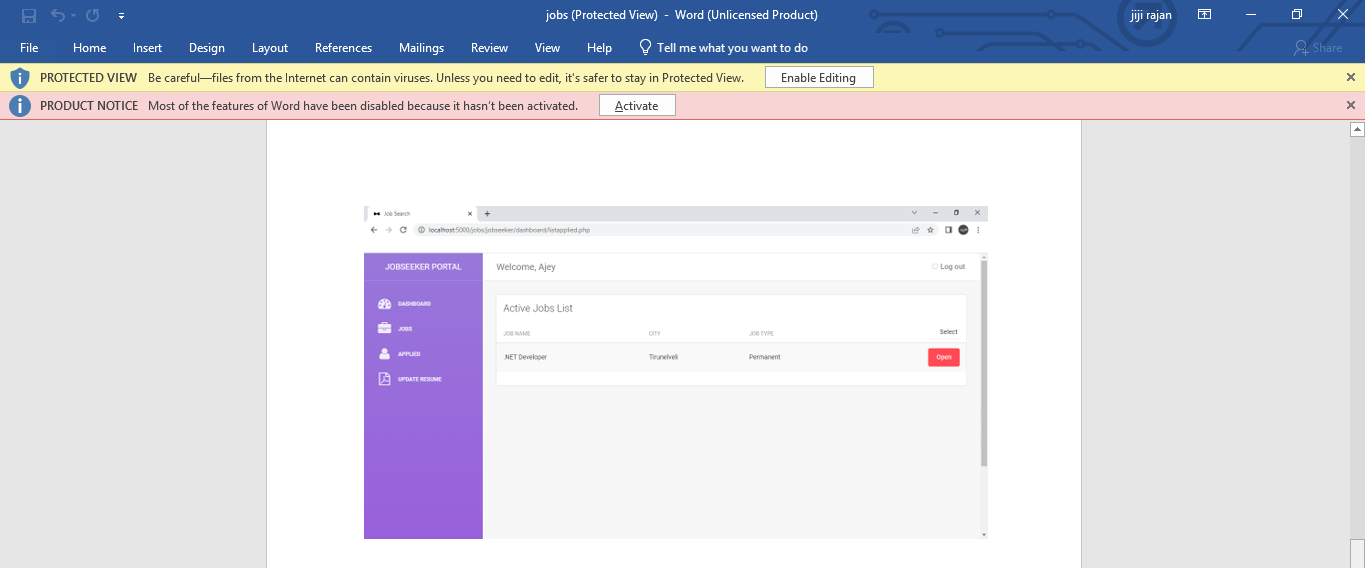 jobs (Protected View) - Word (Unlicensed Product)
jiji rajan
File Home Insert Design Layout References Mailings Review View Help Tell me what you want to do Share
PROTECTED VIEW Be careful—files from the Internet can contain viruses. Unless you need to edit, it's safer to stay in Protected View. Enable Editing
PRODUCT NOTICE Most of the features of Word have been disabled because it hasn't been activated. Activate
Job Search
localhost:5000/jobs/jobseeker/dashboard/listapplied.php
JOBSEEKER PORTAL Welcome, Ajey Log out
DASHBOARD
JOBS
APPLIED
UPDATE RESUME
Active Jobs List
JOB NAME CITY JOB TYPE Select
.NET Developer Tirunelveli Permanent Open